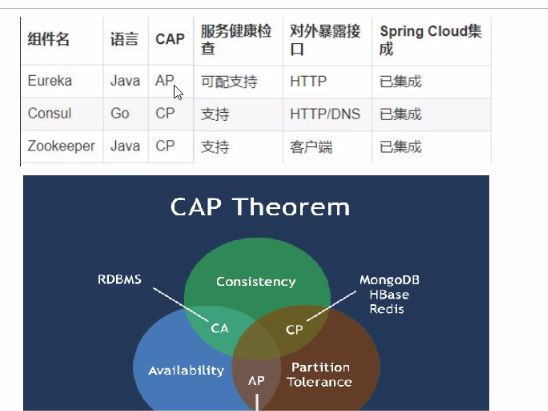 组件名 语言 CAP 服务健康检查 对外暴露接口 Spring Cloud集成
Eureka Java AP 可配支持 HTTP 已集成
Consul Go CP 支持 HTTP/DNS 已集成
Zookeeper Java CP 支持 客户端 已集成
CAP Theorem
RDBMS
Consistency
MongoDB
HBase
Redis
CA
CP
Availability
AP
Partition
Tolerance